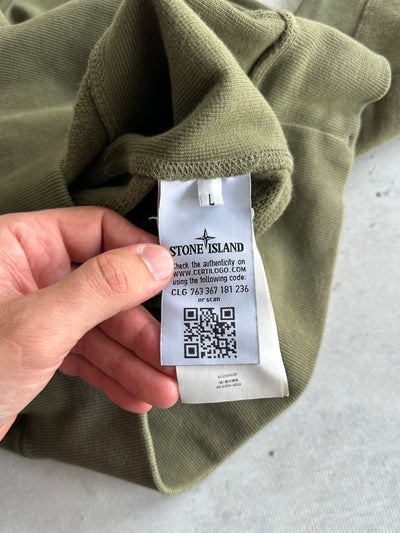 L
STONE ISLAND
Check the authenticity on
WWW.CERTILOGO.COM
using the following code:
CLG 763 367 181 236
or scan